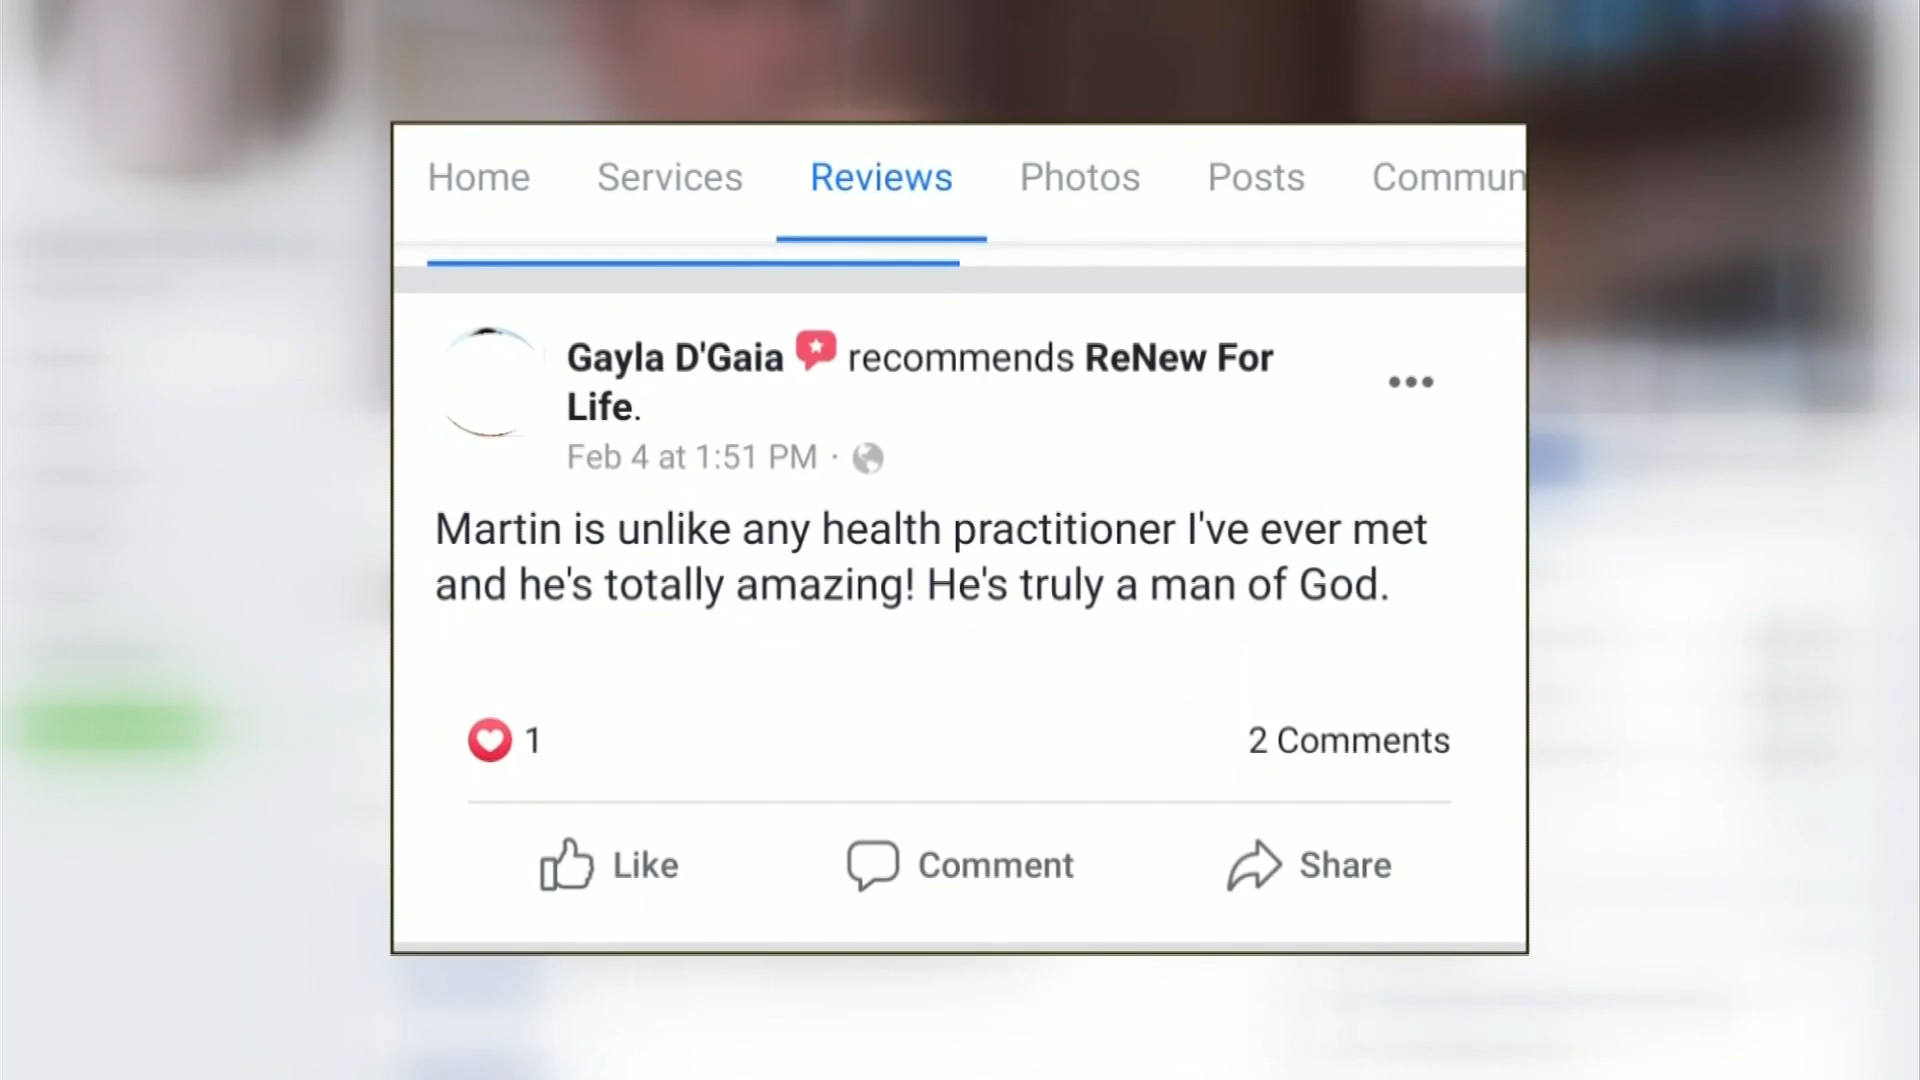 Home Services Reviews Photos Posts Commun
Gayla D'Gaia recommends ReNew For
Life.
Feb 4 at 1:51 PM ·
Martin is unlike any health practitioner I've ever met
and he's totally amazing! He's truly a man of God.
1 2 Comments
Like Comment Share